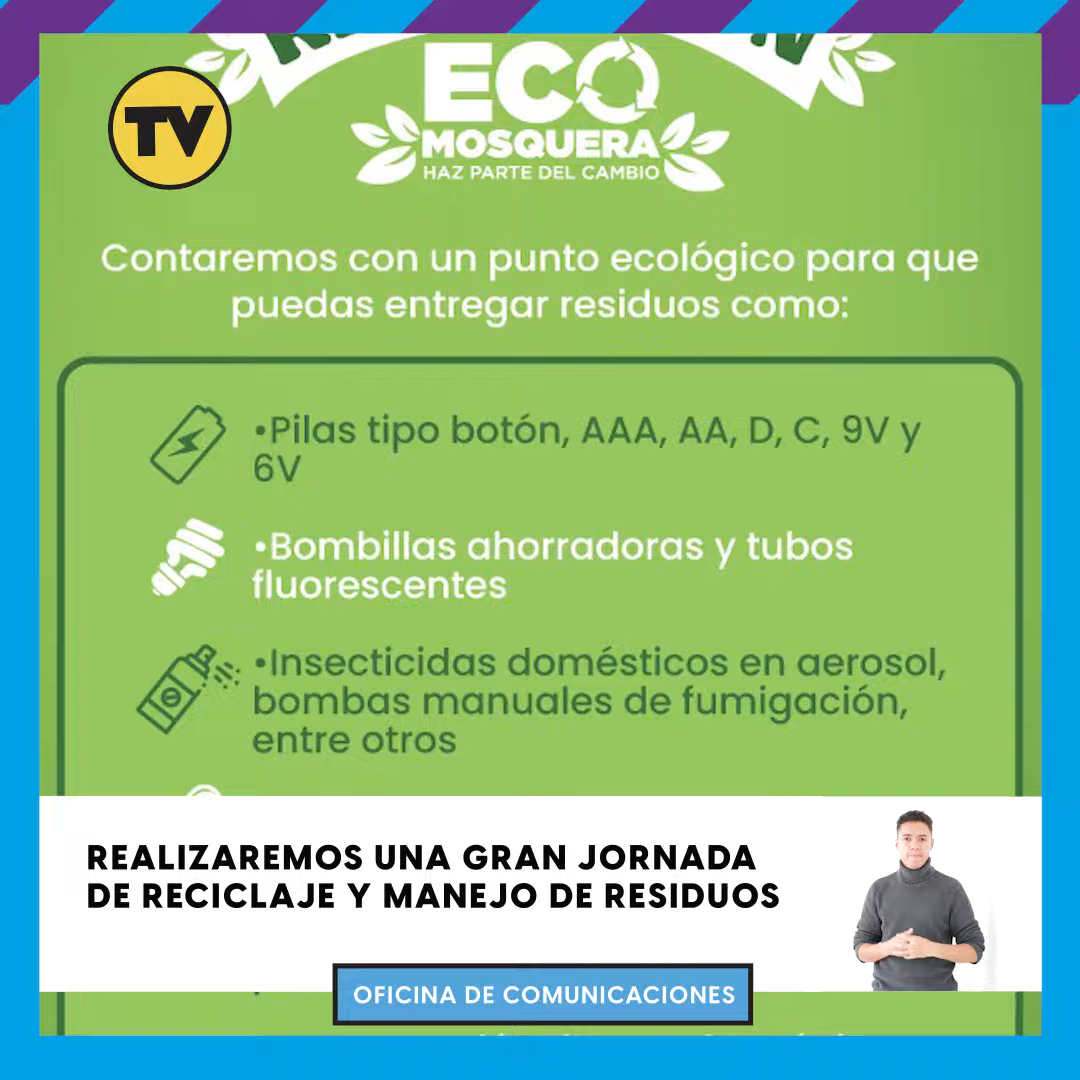 TV
ECO
MOSQUERA
HAZ PARTE DEL CAMBIO
Contaremos con un punto ecológico para que
puedas entregar residuos como:
•Pilas tipo botón, AAA, AA, D, C, 9V y
6V
•Bombillas ahorradoras y tubos
fluorescentes
•Insecticidas domésticos en aerosol,
bombas manuales de fumigación,
entre otros
REALIZAREMOS UNA GRAN JORNADA
DE RECICLAJE Y MANEJO DE RESIDUOS
OFICINA DE COMUNICACIONES